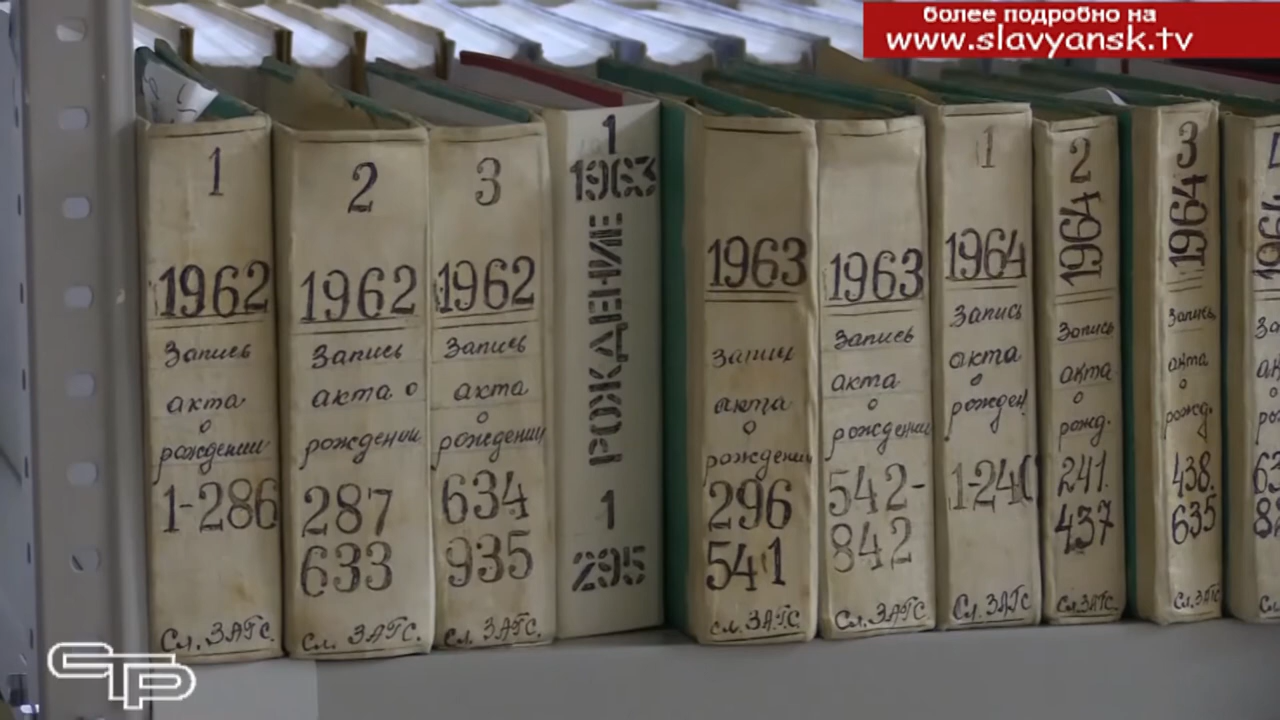 более подробно на
www.slavyansk.tv
1
1962
Запись
акта
о
рождении
1-286
Сл. ЗАГС.
2
1962
Запись
акта о
рождении
287
633
Сл. ЗАГС.
3
1962
Запись
акта
о
рождении
634
935
Сл. ЗАГС.
1
1963
РОЖДЕНИЕ
1
295
1963
Запись
акта
о
рождении
296
541
Сл. ЗАГС.
1963
Запись
акта
о
рождении
542-
842
Сл. ЗАГС.
1
1964
Запись
акта
о
рожден
1-240
Сл. ЗАГС
2
1964
Запись
акта
о
рожд.
241.
437
Сл. ЗАГС.
3
1964
Запись
акта
о
рожд.
438.
635
Сл. ЗАГС
1964
СТР